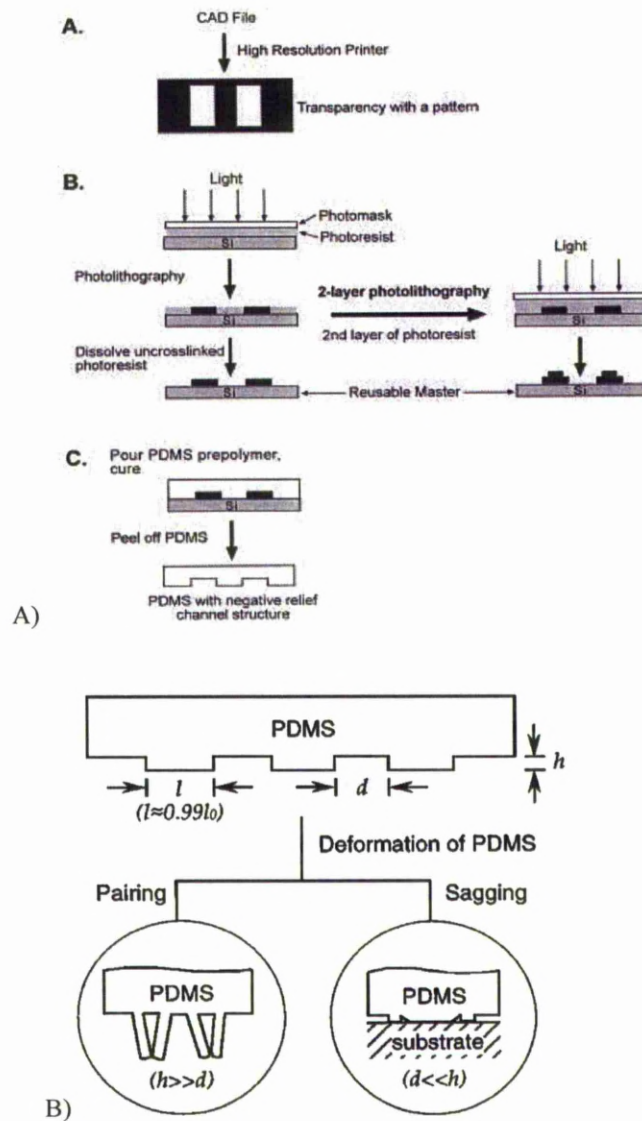 A.
CAD File
High Resolution Printer
Transparency with a pattern
B.
Light
Photomask
Photoresist
Si
Photolithography
Si
Dissolve uncrosslinked
photoresist
Si
2-layer photolithography
2nd layer of photoresist
Light
Si
Reusable Master
Si
C.
Pour PDMS prepolymer,
cure
Si
Peel off PDMS
PDMS with negative relief
channel structure
A)
PDMS
h
l
d
(l≈0.99l₀)
Deformation of PDMS
Pairing
Sagging
PDMS
(h>>d)
PDMS
substrate
(d<<h)
B)